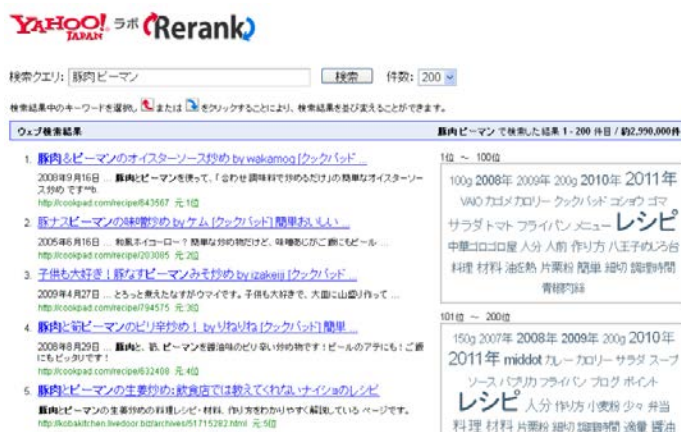 YAHOO! JAPAN ラボ Rerank
検索クエリ: 豚肉 ピーマン 検索 件数: 200
検索結果中のキーワードを選択し または をクリックすることにより、検索結果を並び変えることができます。
ウェブ検索結果
1. 豚肉&ピーマンのオイスターソース炒め by wakamog [クックパッド ...
2008年9月16日 ... 豚肉とピーマンを使って、「合わせ調味料で炒めるだけ」の簡単なオイスターソース炒め です**b.
http://cookpad.com/recipe/643567 元:1位
2. 豚ナスピーマンの味噌炒め by ケム [クックパッド] 簡単おいしい ...
2005年6月16日 ... 和風ホイコーロー？簡単な炒め物だけど、味噌あじがご飯にもビール ...
http://cookpad.com/recipe/203085 元:2位
3. 子供も大好き！豚なすピーマンみそ炒め by izakeiji [クックパッド ...
2009年4月27日 ... とろっと煮えたなすがウマイです。子供も大好きで、大皿に山盛り作って ...
http://cookpad.com/recipe/794575 元:3位
4. 豚肉と筍ピーマンのピリ辛炒め！ by りねりね [クックパッド] 簡単 ...
2008年8月29日 ... 豚肉と、筍、ピーマンを醤油味のピリ辛い炒め物です！ビールのアテにも！ご飯にもピッタリです！
http://cookpad.com/recipe/632408 元:4位
5. 豚肉とピーマンの生姜炒め:飲食店では教えてくれないナイショのレシピ
豚肉とピーマンの生姜炒めの料理レシピ・材料、作り方をわかりやすく解説している ページです。
http://kobakitchen.livedoor.biz/archives/51715282.html 元:5位
豚肉 ピーマン で検索した結果 1 - 200 件目 / 約2,990,000件
1位 ～ 100位
100g 2008年 2009年 200g 2010年 2011年
VAIO カゴメ カロリー クックパッド コショウ ゴマ
サラダ トマト フライパン メニュー レシピ
中華 コロコロ屋 人分 人前 作り方 八王子めじろ台
料理 材料 油を熱 片栗粉 簡単 細切 調理時間
青椒肉絲
101位 ～ 200位
150g 2007年 2008年 2009年 200g 2010年
2011年 middot カレー カロリー サラダ スープ
ソース パプリカ フライパン ブログ ポイント
レシピ 人分 作り方 小麦粉 少々 弁当
料理 材料 片栗粉 細切 調理時間 適量 醤油